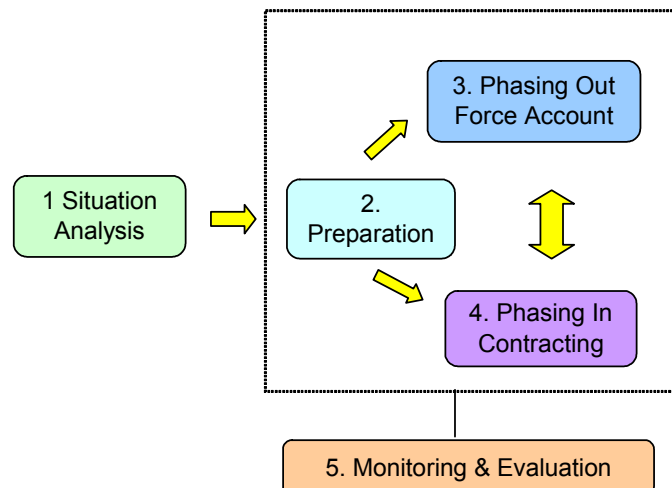 3. Phasing Out
Force Account
1 Situation
Analysis
2.
Preparation
4. Phasing In
Contracting
5. Monitoring & Evaluation